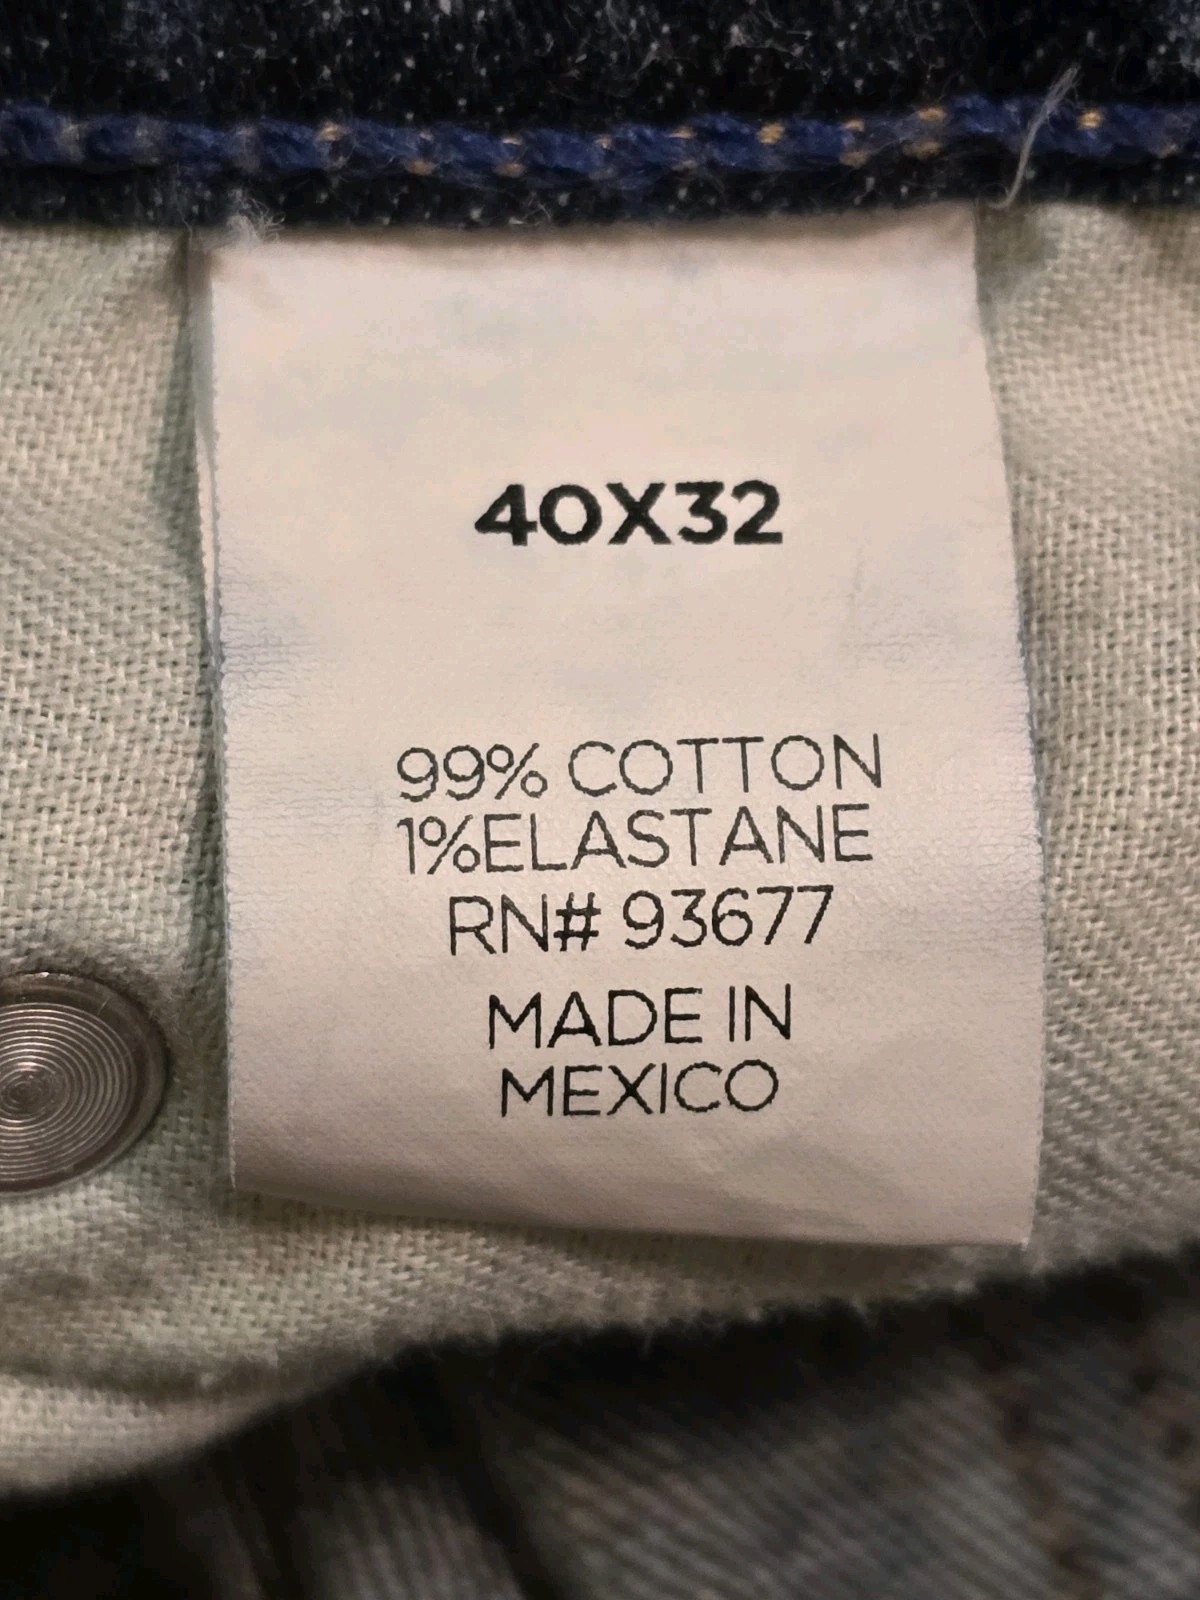 40X32
99% COTTON
1%ELASTANE
RN# 93677
MADE IN
MEXICO